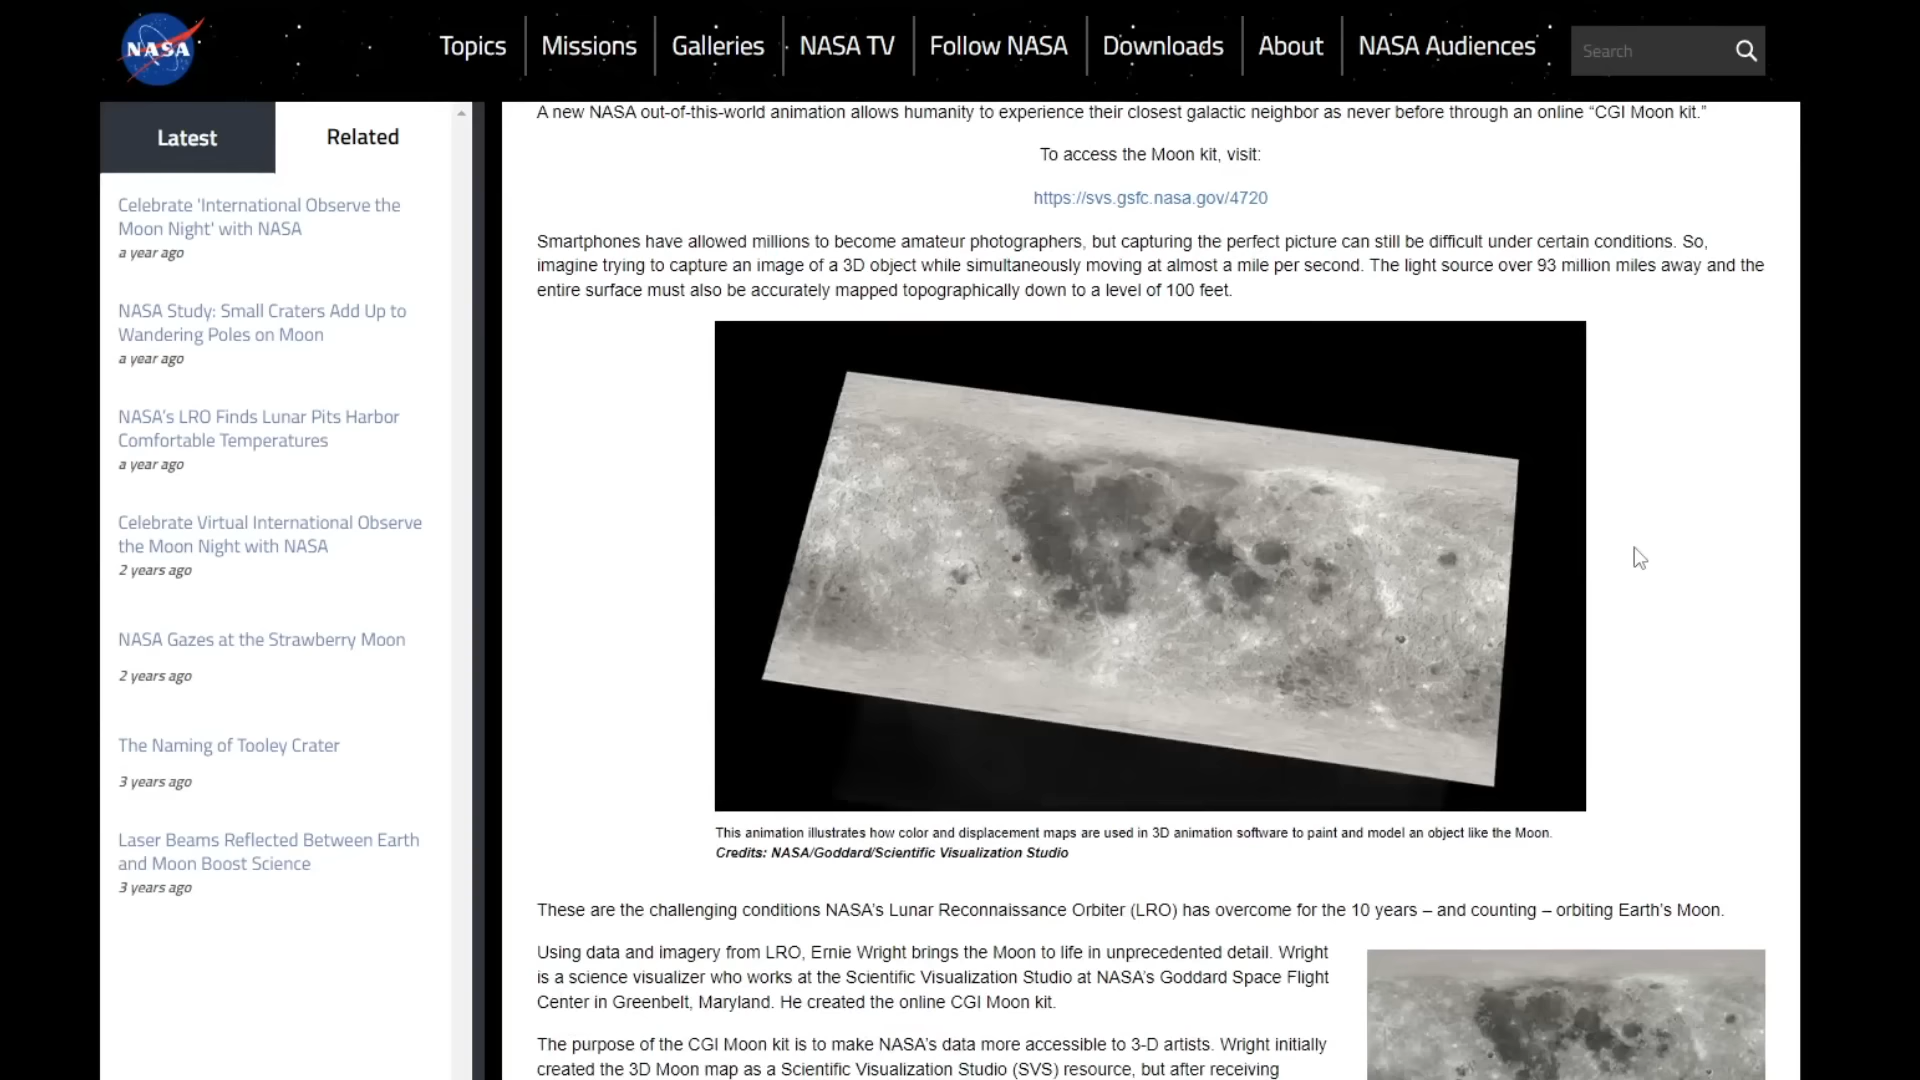 NASA
Topics
Missions
Galleries
NASA TV
Follow NASA
Downloads
About
NASA Audiences
Search
Latest
Related
Celebrate 'International Observe the
Moon Night' with NASA
a year ago
NASA Study: Small Craters Add Up to
Wandering Poles on Moon
a year ago
NASA's LRO Finds Lunar Pits Harbor
Comfortable Temperatures
a year ago
Celebrate Virtual International Observe
the Moon Night with NASA
2 years ago
NASA Gazes at the Strawberry Moon
2 years ago
The Naming of Tooley Crater
3 years ago
Laser Beams Reflected Between Earth
and Moon Boost Science
3 years ago
A new NASA out-of-this-world animation allows humanity to experience their closest galactic neighbor as never before through an online “CGI Moon kit.”
To access the Moon kit, visit:
https://svs.gsfc.nasa.gov/4720
Smartphones have allowed millions to become amateur photographers, but capturing the perfect picture can still be difficult under certain conditions. So,
imagine trying to capture an image of a 3D object while simultaneously moving at almost a mile per second. The light source over 93 million miles away and the
entire surface must also be accurately mapped topographically down to a level of 100 feet.
This animation illustrates how color and displacement maps are used in 3D animation software to paint and model an object like the Moon.
Credits: NASA/Goddard/Scientific Visualization Studio
These are the challenging conditions NASA’s Lunar Reconnaissance Orbiter (LRO) has overcome for the 10 years – and counting – orbiting Earth’s Moon.
Using data and imagery from LRO, Ernie Wright brings the Moon to life in unprecedented detail. Wright
is a science visualizer who works at the Scientific Visualization Studio at NASA’s Goddard Space Flight
Center in Greenbelt, Maryland. He created the online CGI Moon kit.
The purpose of the CGI Moon kit is to make NASA’s data more accessible to 3-D artists. Wright initially
created the 3D Moon map as a Scientific Visualization Studio (SVS) resource, but after receiving